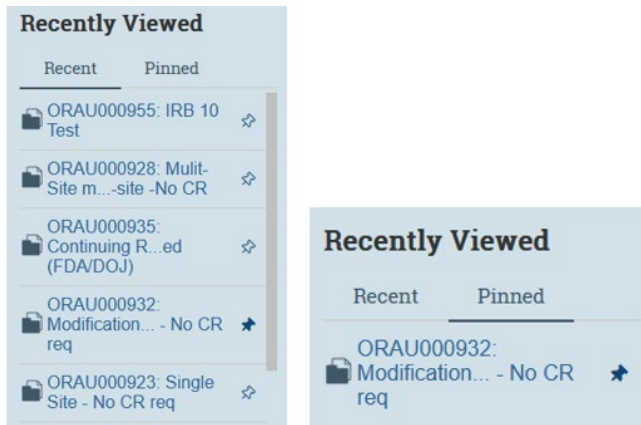 Recently Viewed
Recent Pinned
ORAU000955: IRB 10
Test
ORAU000928: Mulit-
Site m...-site -No CR
ORAU000935:
Continuing R...ed
(FDA/DOJ)
ORAU000932:
Modification... - No CR
req
ORAU000923: Single
Site - No CR req
Recently Viewed
Recent Pinned
ORAU000932:
Modification... - No CR
req